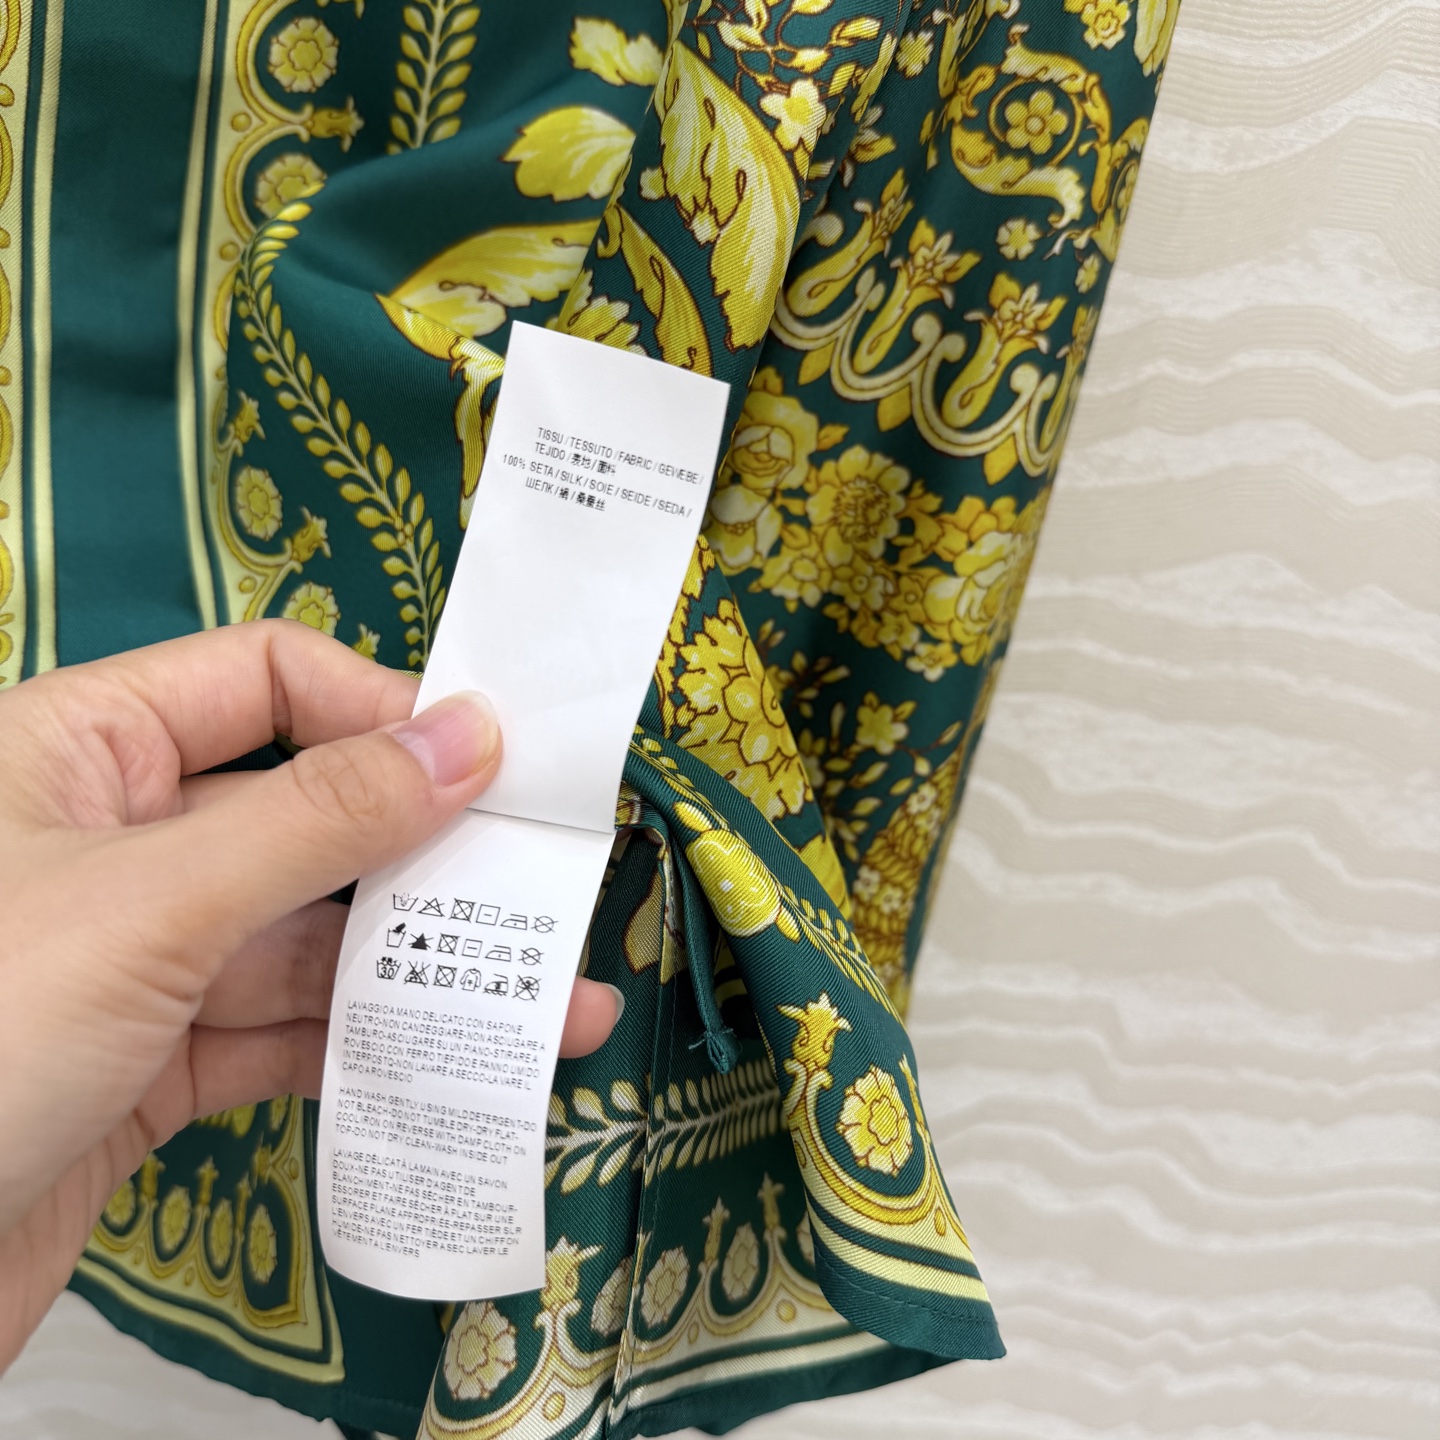 TISSU / TESSUTO / FABRIC / GEWEBE /
TEJIDO / 表地 / 面料
100% SETA / SILK / SOIE / SEIDE / SEDA /
ШЕЛК / 絹 / 桑蚕丝
30
LAVAGGIO A MANO DELICATO CON SAPONE
NEUTRO-NON CANDEGGIARE-NON ASCIUGARE A
TAMBURO-ASCIUGARE SU UN PIANO-STIRARE A
ROVESCIO CON FERRO TIEPIDO E PANNO UMIDO
INTERPOSTO-NON LAVARE A SECCO-LAVARE IL
CAPO A ROVESCIO
HAND WASH GENTLY USING MILD DETERGENT-DO
NOT BLEACH-DO NOT TUMBLE DRY-DRY FLAT-
COOL IRON ON REVERSE WITH DAMP CLOTH ON
TOP-DO NOT DRY CLEAN-WASH INSIDE OUT
LAVAGE DÉLICAT À LA MAIN AVEC UN SAVON
DOUX-NE PAS UTILISER D'AGENT DE
BLANCHIMENT-NE PAS SÉCHER EN TAMBOUR-
ESSORER ET FAIRE SÉCHER À PLAT SUR UNE
SURFACE PLANE APPROPRIÉE-REPASSER SUR
L'ENVERS AVEC UN FER TIÈDE ET UN CHIFFON
HUMIDE-NE PAS NETTOYER A SEC LAVER LE
VÊTEMENT À L'ENVERS